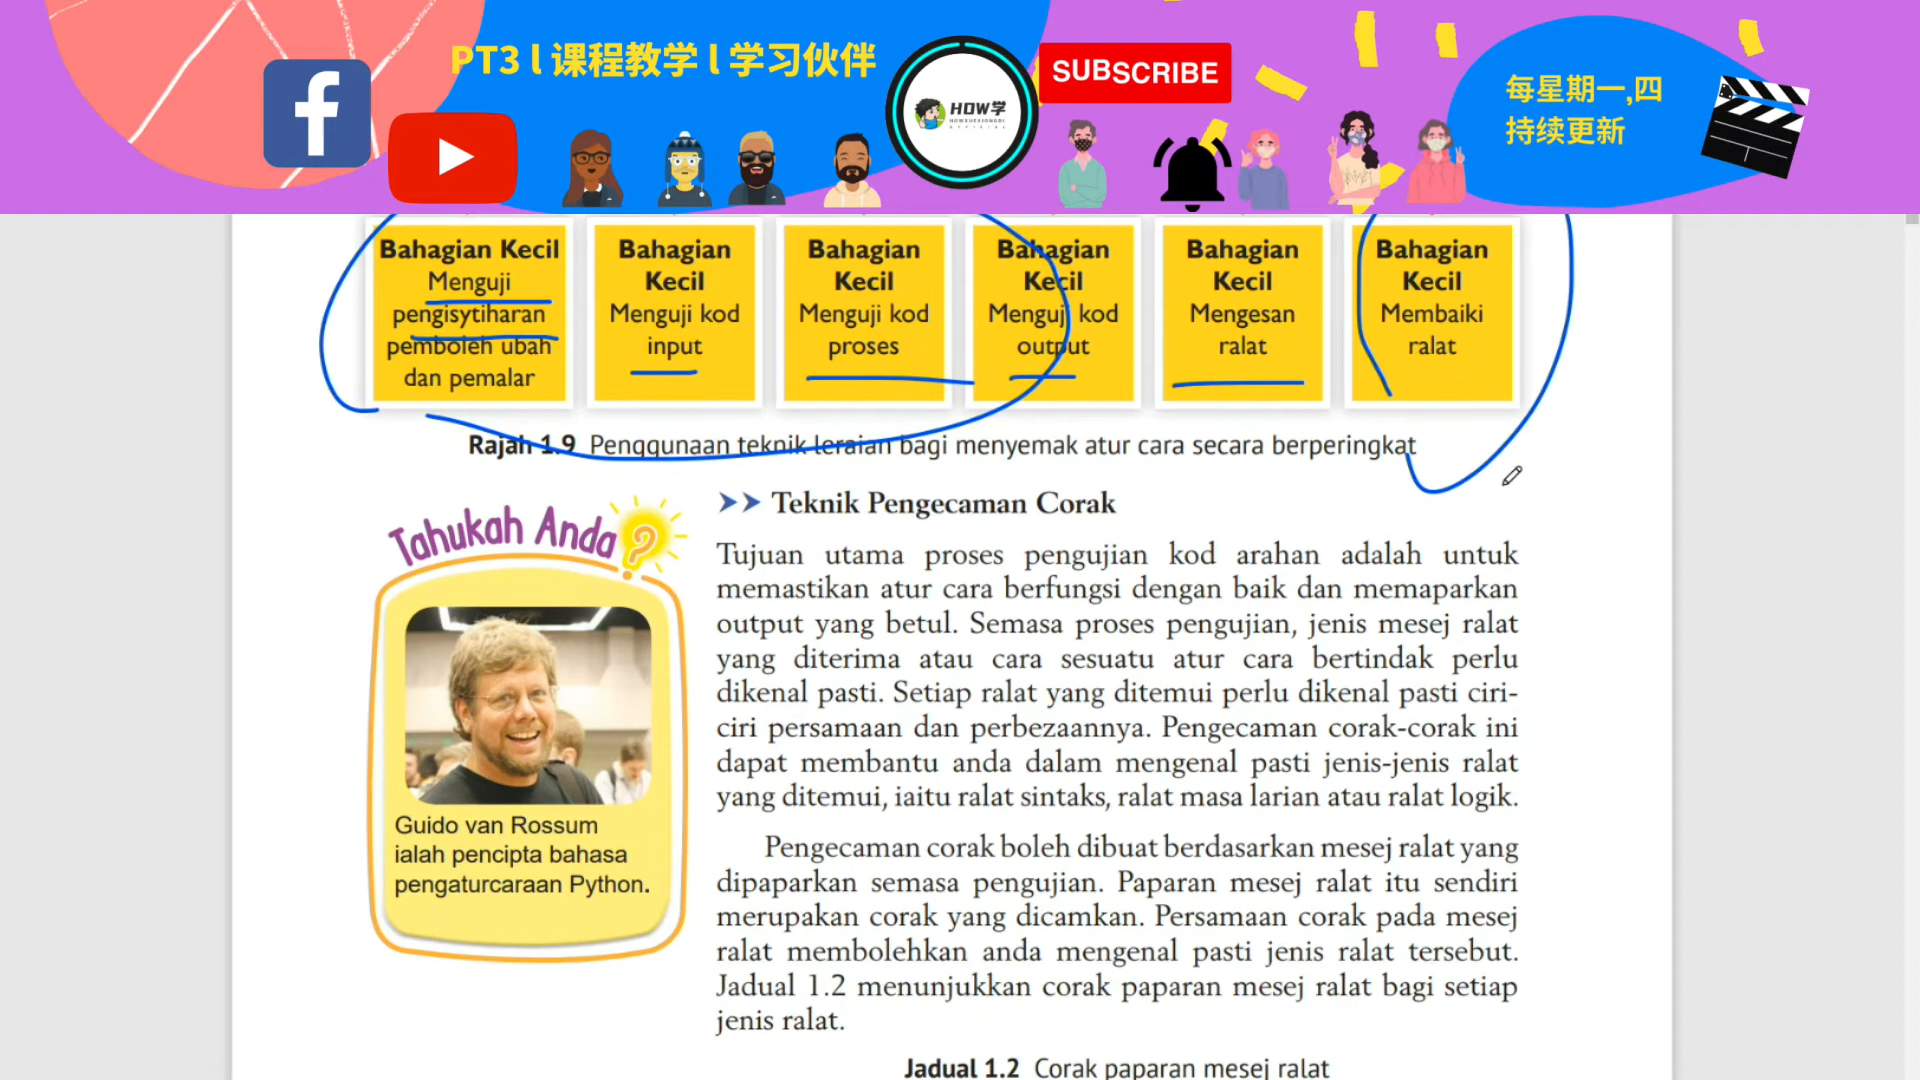 PT3 l 课程教学 l 学习伙伴
HOW学
SUBSCRIBE
每星期一,四
持续更新
Bahagian Kecil
Menguji
pengisytiharan
pemboleh ubah
dan pemalar
Bahagian
Kecil
Menguji kod
input
Bahagian
Kecil
Menguji kod
proses
Bahagian
Kecil
Menguji kod
output
Bahagian
Kecil
Mengesan
ralat
Bahagian
Kecil
Membaiki
ralat
Rajah 1.9 Penggunaan teknik leraian bagi menyemak atur cara secara berperingkat
Tahukah Anda?
Guido van Rossum
ialah pencipta bahasa
pengaturcaraan Python.
Teknik Pengecaman Corak
Tujuan utama proses pengujian kod arahan adalah untuk
memastikan atur cara berfungsi dengan baik dan memaparkan
output yang betul. Semasa proses pengujian, jenis mesej ralat
yang diterima atau cara sesuatu atur cara bertindak perlu
dikenal pasti. Setiap ralat yang ditemui perlu dikenal pasti ciri-
ciri persamaan dan perbezaannya. Pengecaman corak-corak ini
dapat membantu anda dalam mengenal pasti jenis-jenis ralat
yang ditemui, iaitu ralat sintaks, ralat masa larian atau ralat logik.
Pengecaman corak boleh dibuat berdasarkan mesej ralat yang
dipaparkan semasa pengujian. Paparan mesej ralat itu sendiri
merupakan corak yang dicamkan. Persamaan corak pada mesej
ralat membolehkan anda mengenal pasti jenis ralat tersebut.
Jadual 1.2 menunjukkan corak paparan mesej ralat bagi setiap
jenis ralat.
Jadual 1.2 Corak paparan mesej ralat